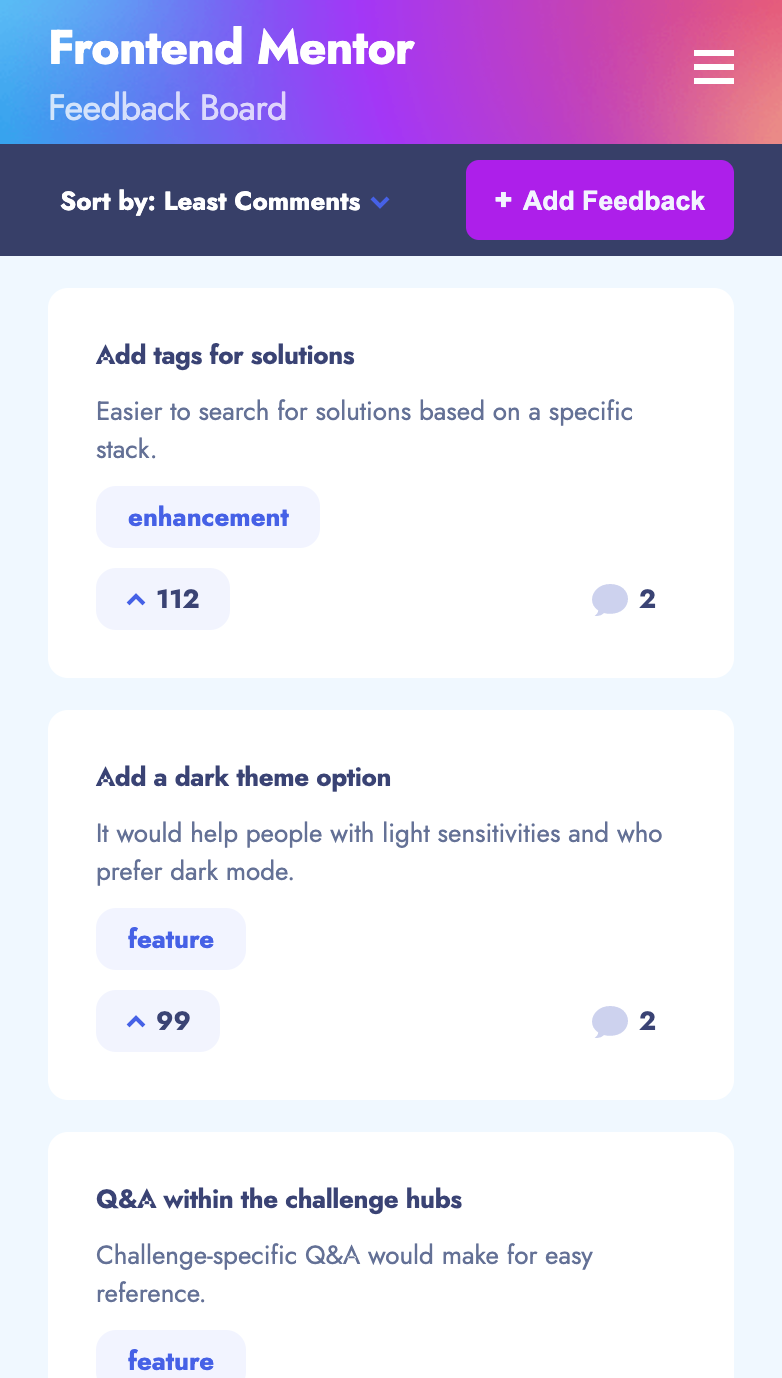 Frontend Mentor
Feedback Board
Sort by: Least Comments
+ Add Feedback
Add tags for solutions
Easier to search for solutions based on a specific
stack.
enhancement
112
2
Add a dark theme option
It would help people with light sensitivities and who
prefer dark mode.
feature
99
2
Q&A within the challenge hubs
Challenge-specific Q&A would make for easy
reference.
feature